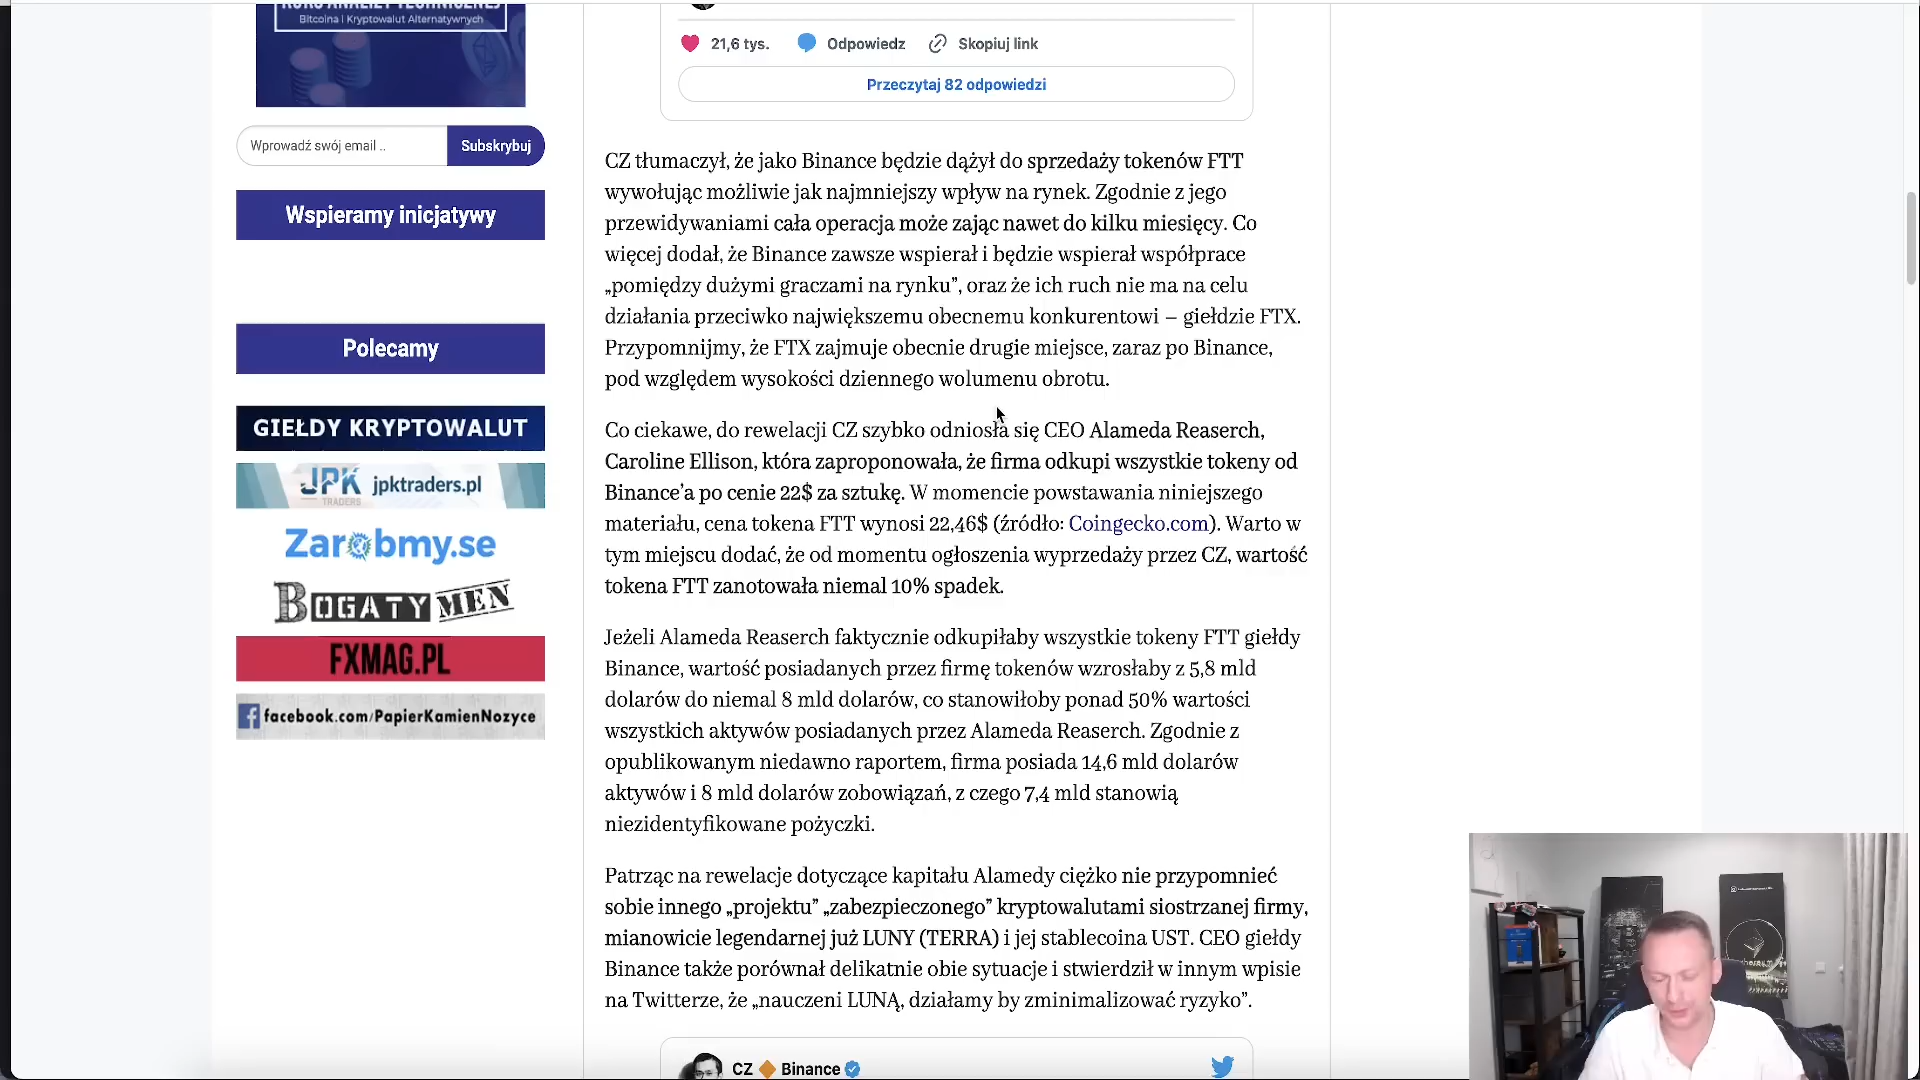 KURS ANALIZY TECHNICZNEJ
Bitcoina i Kryptowalut Alternatywnych
Wprowadź swój email ..
Subskrybuj
Wspieramy inicjatywy
Polecamy
GIEŁDY KRYPTOWALUT
JPK TRADERS jpktraders.pl
Zarobmy.se
BOGATY MEN
FXMAG.PL
facebook.com/PapierKamienNozyce
21,6 tys. Odpowiedz Skopiuj link
Przeczytaj 82 odpowiedzi
CZ tłumaczył, że jako Binance będzie dążył do sprzedaży tokenów FTT
wywołując możliwie jak najmniejszy wpływ na rynek. Zgodnie z jego
przewidywaniami cała operacja może zając nawet do kilku miesięcy. Co
więcej dodał, że Binance zawsze wspierał i będzie wspierał współprace
„pomiędzy dużymi graczami na rynku”, oraz że ich ruch nie ma na celu
działania przeciwko największemu obecnemu konkurentowi – giełdzie FTX.
Przypomnijmy, że FTX zajmuje obecnie drugie miejsce, zaraz po Binance,
pod względem wysokości dziennego wolumenu obrotu.
Co ciekawe, do rewelacji CZ szybko odniosła się CEO Alameda Reaserch,
Caroline Ellison, która zaproponowała, że firma odkupi wszystkie tokeny od
Binance’a po cenie 22$ za sztukę. W momencie powstawania niniejszego
materiału, cena tokena FTT wynosi 22,46$ (źródło: Coingecko.com). Warto w
tym miejscu dodać, że od momentu ogłoszenia wyprzedaży przez CZ, wartość
tokena FTT zanotowała niemal 10% spadek.
Jeżeli Alameda Reaserch faktycznie odkupiłaby wszystkie tokeny FTT giełdy
Binance, wartość posiadanych przez firmę tokenów wzrosłaby z 5,8 mld
dolarów do niemal 8 mld dolarów, co stanowiłoby ponad 50% wartości
wszystkich aktywów posiadanych przez Alameda Reaserch. Zgodnie z
opublikowanym niedawno raportem, firma posiada 14,6 mld dolarów
aktywów i 8 mld dolarów zobowiązań, z czego 7,4 mld stanowią
niezidentyfikowane pożyczki.
Patrząc na rewelacje dotyczące kapitału Alamedy ciężko nie przypomnieć
sobie innego „projektu” „zabezpieczonego” kryptowalutami siostrzanej firmy,
mianowicie legendarnej już LUNY (TERRA) i jej stablecoina UST. CEO giełdy
Binance także porównał delikatnie obie sytuacje i stwierdził w innym wpisie
na Twitterze, że „nauczeni LUNĄ, działamy by zminimalizować ryzyko”.
CZ Binance